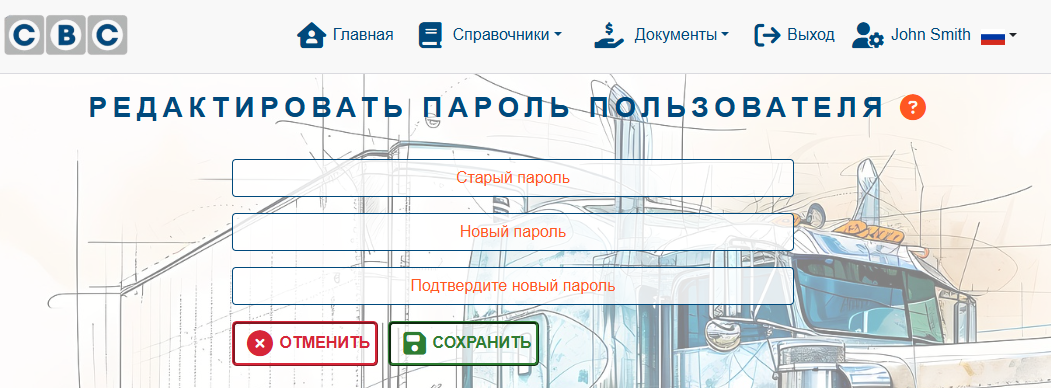 CBC Главная Справочники Документы Выход John Smith
РЕДАКТИРОВАТЬ ПАРОЛЬ ПОЛЬЗОВАТЕЛЯ ?
Старый пароль
Новый пароль
Подтвердите новый пароль
ОТМЕНИТЬ СОХРАНИТЬ